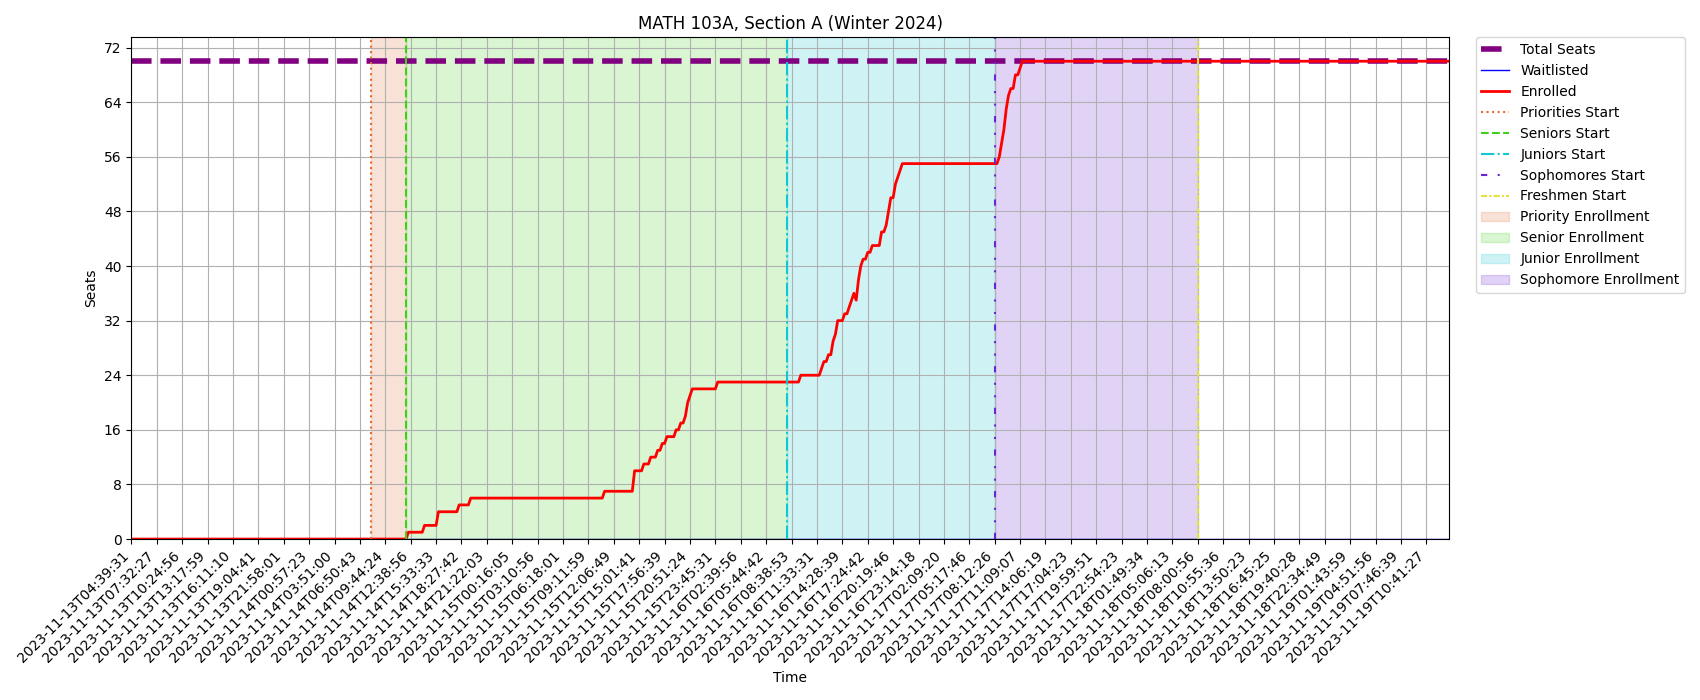 MATH 103A, Section A (Winter 2024)
72
64
56
48
40
32
24
16
8
0
Seats
2023-11-13T04:39:31
2023-11-13T07:32:27
2023-11-13T10:24:56
2023-11-13T13:17:59
2023-11-13T16:11:10
2023-11-13T19:04:41
2023-11-13T21:58:01
2023-11-14T00:57:23
2023-11-14T03:51:00
2023-11-14T06:50:43
2023-11-14T09:44:24
2023-11-14T12:38:56
2023-11-14T15:33:33
2023-11-14T18:27:42
2023-11-14T21:22:03
2023-11-15T00:16:05
2023-11-15T03:10:56
2023-11-15T06:18:01
2023-11-15T09:11:59
2023-11-15T12:06:49
2023-11-15T15:01:41
2023-11-15T17:56:39
2023-11-15T20:51:24
2023-11-15T23:45:31
2023-11-16T02:39:56
2023-11-16T05:44:42
2023-11-16T08:38:53
2023-11-16T11:33:31
2023-11-16T14:28:39
2023-11-16T17:24:42
2023-11-16T20:19:46
2023-11-16T23:14:18
2023-11-17T02:09:20
2023-11-17T05:17:46
2023-11-17T08:12:26
2023-11-17T11:09:07
2023-11-17T14:06:19
2023-11-17T17:04:23
2023-11-17T19:59:51
2023-11-17T22:54:23
2023-11-18T01:49:34
2023-11-18T05:06:13
2023-11-18T08:00:56
2023-11-18T10:55:36
2023-11-18T13:50:23
2023-11-18T16:45:25
2023-11-18T19:40:28
2023-11-18T22:34:49
2023-11-19T01:43:59
2023-11-19T04:51:56
2023-11-19T07:46:39
2023-11-19T10:41:27
Time
Total Seats
Waitlisted
Enrolled
Priorities Start
Seniors Start
Juniors Start
Sophomores Start
Freshmen Start
Priority Enrollment
Senior Enrollment
Junior Enrollment
Sophomore Enrollment